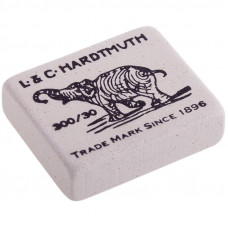 L. & C. HARDTMUTH
300/30
TRADE MARK SINCE 1896